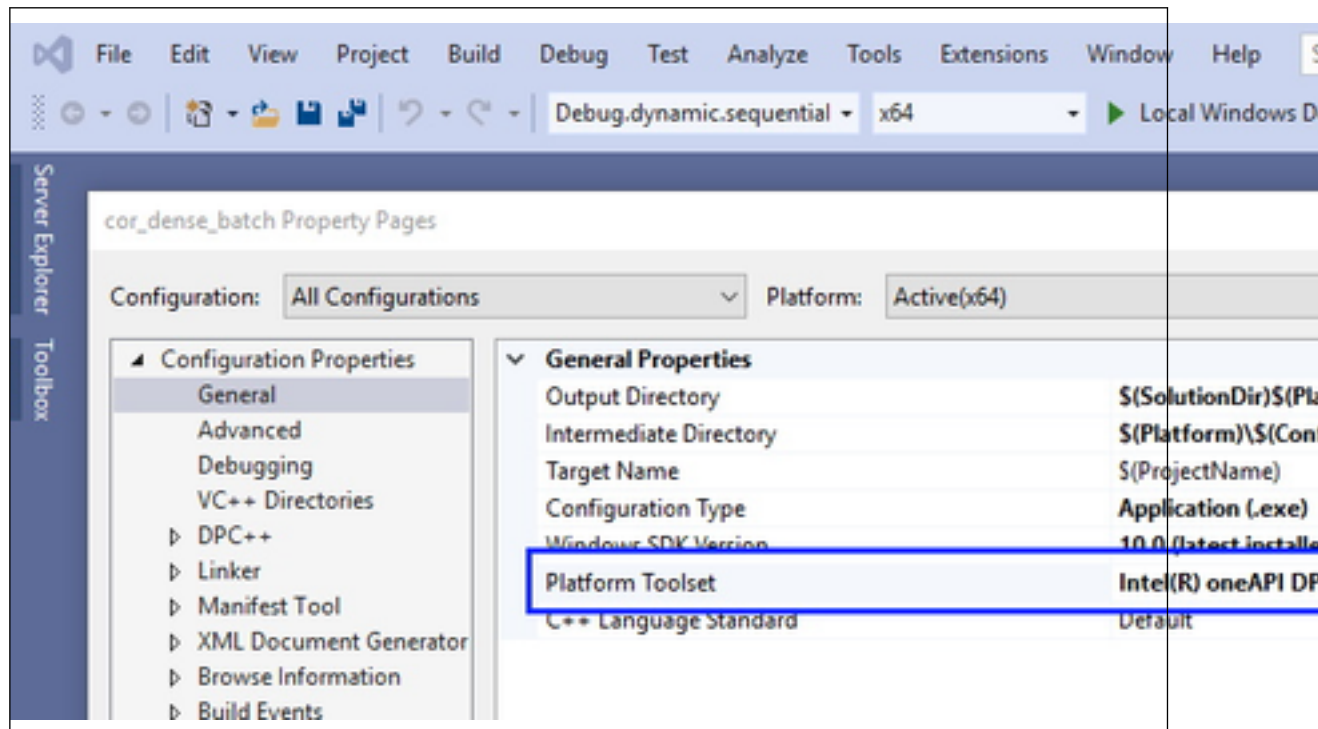 File Edit View Project Build Debug Test Analyze Tools Extensions Window Help
Debug.dynamic.sequential x64 Local Windows D
Server Explorer
Toolbox
cor_dense_batch Property Pages
Configuration: All Configurations Platform: Active(x64)
Configuration Properties
General
Advanced
Debugging
VC++ Directories
DPC++
Linker
Manifest Tool
XML Document Generator
Browse Information
Build Events
General Properties
Output Directory $(SolutionDir)$(Pla
Intermediate Directory $(Platform)\$(Con
Target Name $(ProjectName)
Configuration Type Application (.exe)
Windows SDK Version 10.0 (latest installe
Platform Toolset Intel(R) oneAPI DP
C++ Language Standard Default